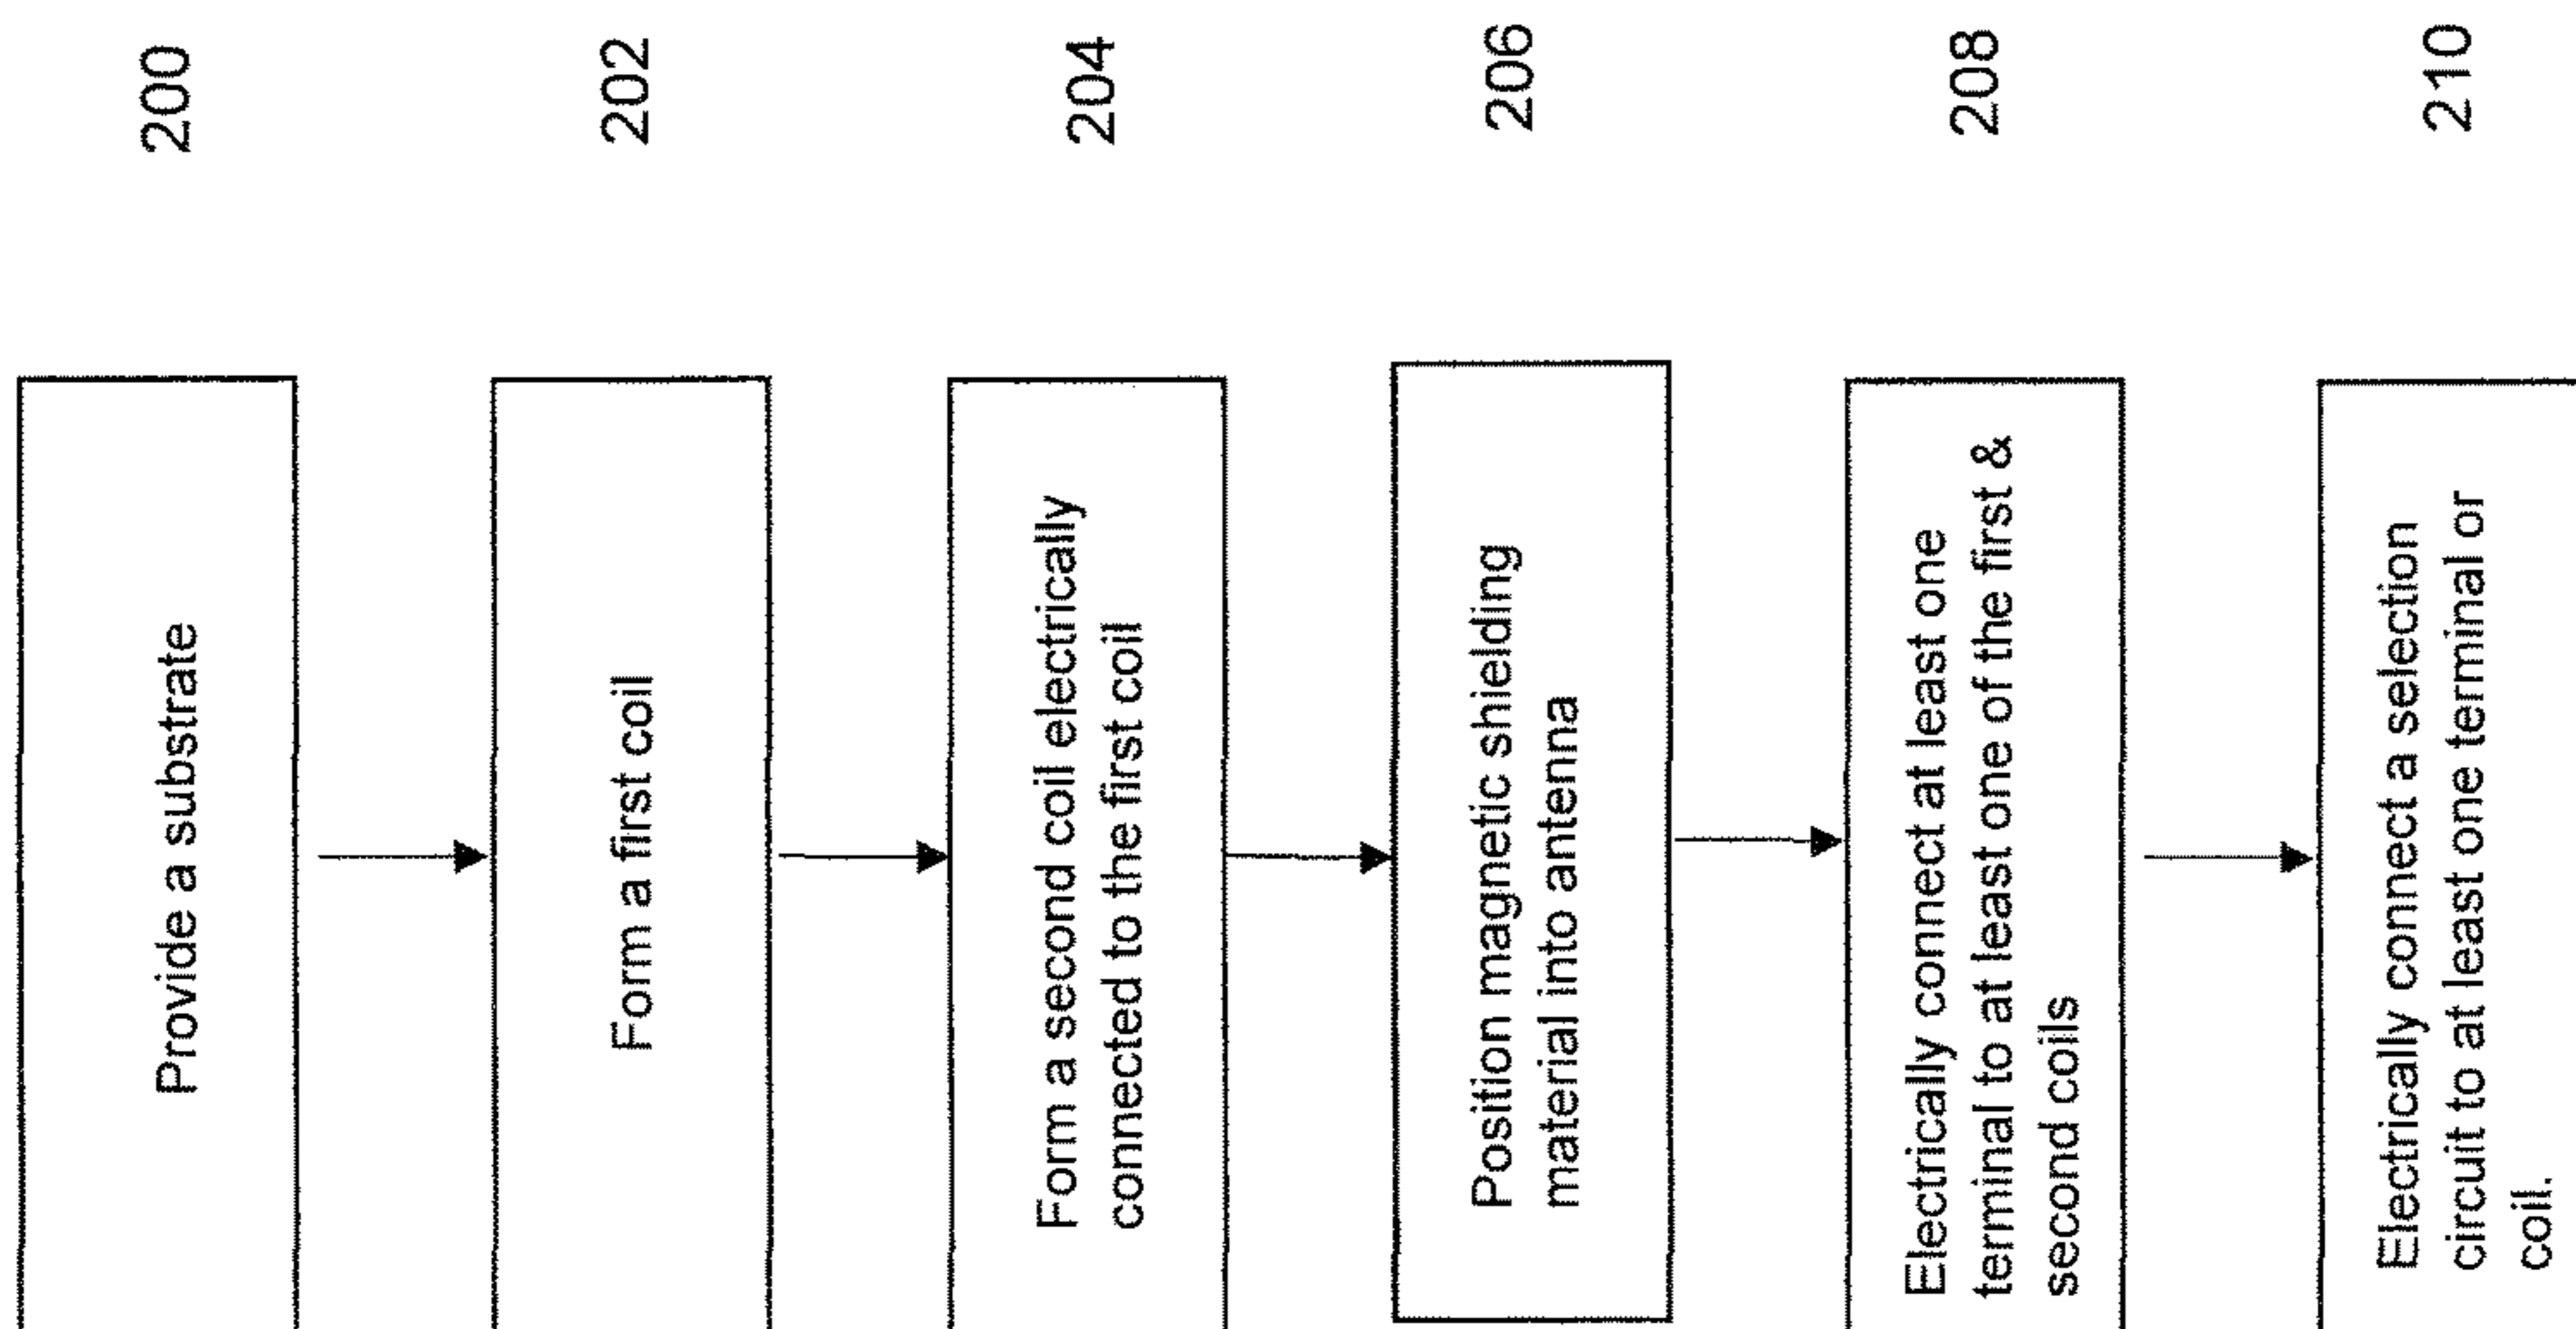 Provide a substrate
200
Form a first coil
202
Form a second coil electrically
connected to the first coil
204
Position magnetic shielding
material into antenna
206
Electrically connect at least one
terminal to at least one of the first &
second coils
208
Electrically connect a selection
circuit to at least one terminal or
coil.
210